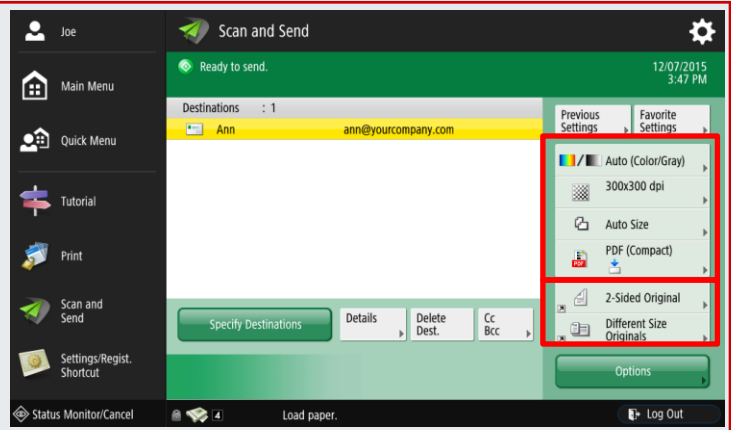 Joe
Scan and Send
Ready to send.
12/07/2015
3:47 PM
Main Menu
Quick Menu
Tutorial
Print
Scan and
Send
Settings/Regist.
Shortcut
Destinations : 1
Ann ann@yourcompany.com
Previous
Settings
Favorite
Settings
Auto (Color/Gray)
300x300 dpi
Auto Size
PDF
PDF (Compact)
2-Sided Original
Different Size
Originals
Specify Destinations
Details
Delete
Dest.
Cc
Bcc
Options
Status Monitor/Cancel
4
Load paper.
Log Out